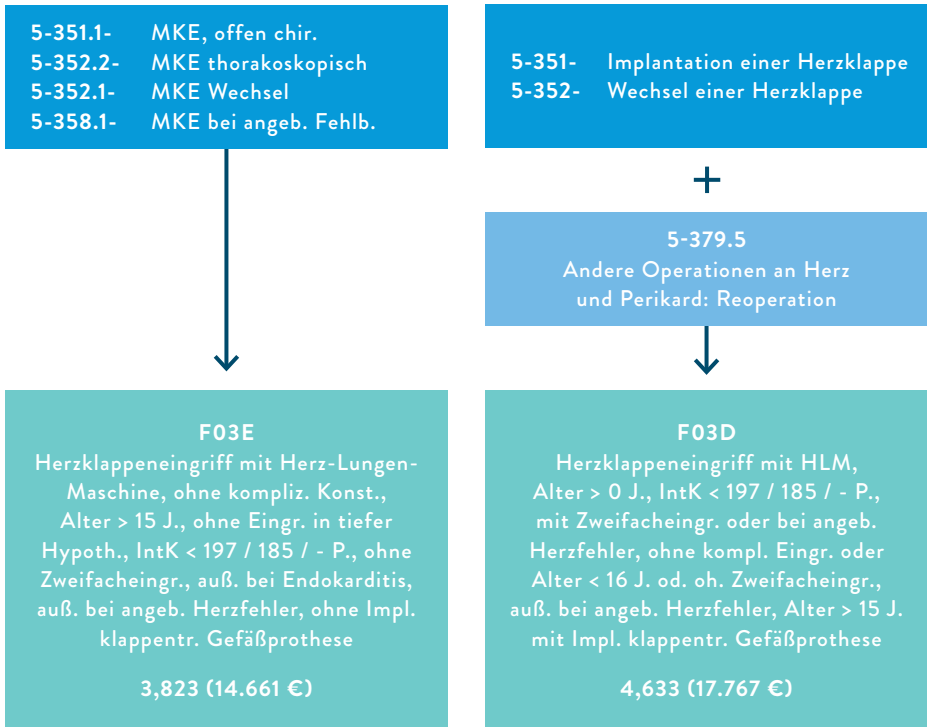 5-351.1- MKE, offen chir.
5-352.2- MKE thorakoskopisch
5-352.1- MKE Wechsel
5-358.1- MKE bei angeb. Fehlb.
F03E
Herzklappeneingriff mit Herz-Lungen-
Maschine, ohne kompliz. Konst.,
Alter > 15 J., ohne Eingr. in tiefer
Hypoth., IntK < 197 / 185 / - P., ohne
Zweifacheingr., auß. bei Endokarditis,
auß. bei angeb. Herzfehler, ohne Impl.
klappentr. Gefäßprothese
3,823 (14.661 €)
5-351- Implantation einer Herzklappe
5-352- Wechsel einer Herzklappe
+
5-379.5
Andere Operationen an Herz
und Perikard: Reoperation
F03D
Herzklappeneingriff mit HLM,
Alter > 0 J., IntK < 197 / 185 / - P.,
mit Zweifacheingr. oder bei angeb.
Herzfehler, ohne kompl. Eingr. oder
Alter < 16 J. od. oh. Zweifacheingr.,
auß. bei angeb. Herzfehler, Alter > 15 J.
mit Impl. klappentr. Gefäßprothese
4,633 (17.767 €)